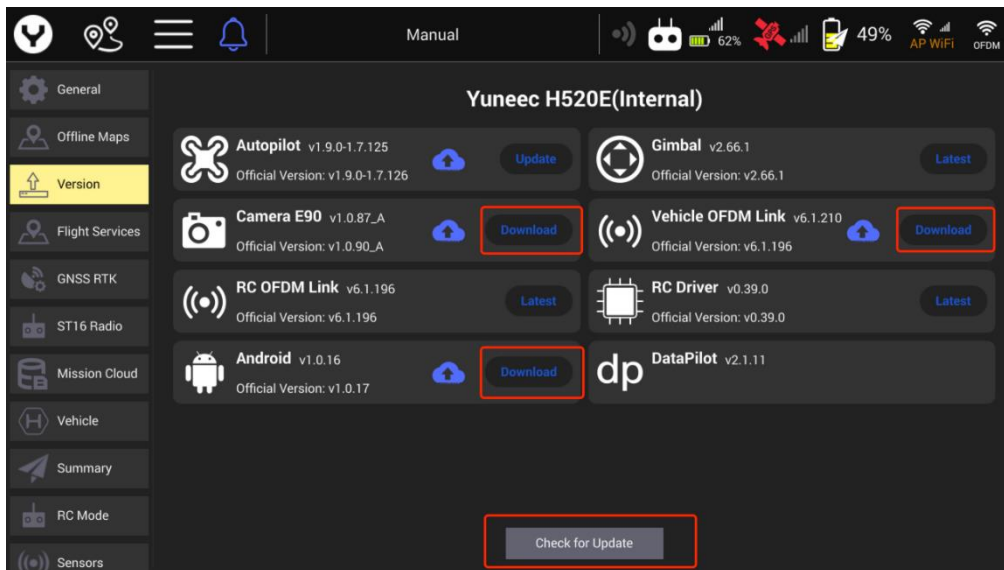 Manual
62%
49%
AP WiFi
OFDM
General
Offline Maps
Version
Flight Services
GNSS RTK
ST16 Radio
Mission Cloud
Vehicle
Summary
RC Mode
Sensors
Yuneec H520E(Internal)
Autopilot v1.9.0-1.7.125
Official Version: v1.9.0-1.7.126
Update
Gimbal v2.66.1
Official Version: v2.66.1
Latest
Camera E90 v1.0.87_A
Official Version: v1.0.90_A
Download
Vehicle OFDM Link v6.1.210
Official Version: v6.1.196
Download
RC OFDM Link v6.1.196
Official Version: v6.1.196
Latest
RC Driver v0.39.0
Official Version: v0.39.0
Latest
Android v1.0.16
Official Version: v1.0.17
Download
dp
DataPilot v2.1.11
Check for Update